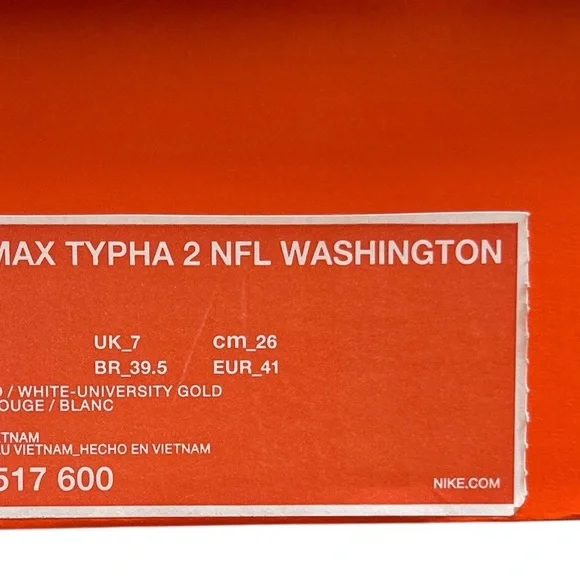 MAX TYPHA 2 NFL WASHINGTON
UK_7 cm_26
BR_39.5 EUR_41
/ WHITE-UNIVERSITY GOLD
OUGE / BLANC
TNAM
U VIETNAM_HECHO EN VIETNAM
517 600
NIKE.COM